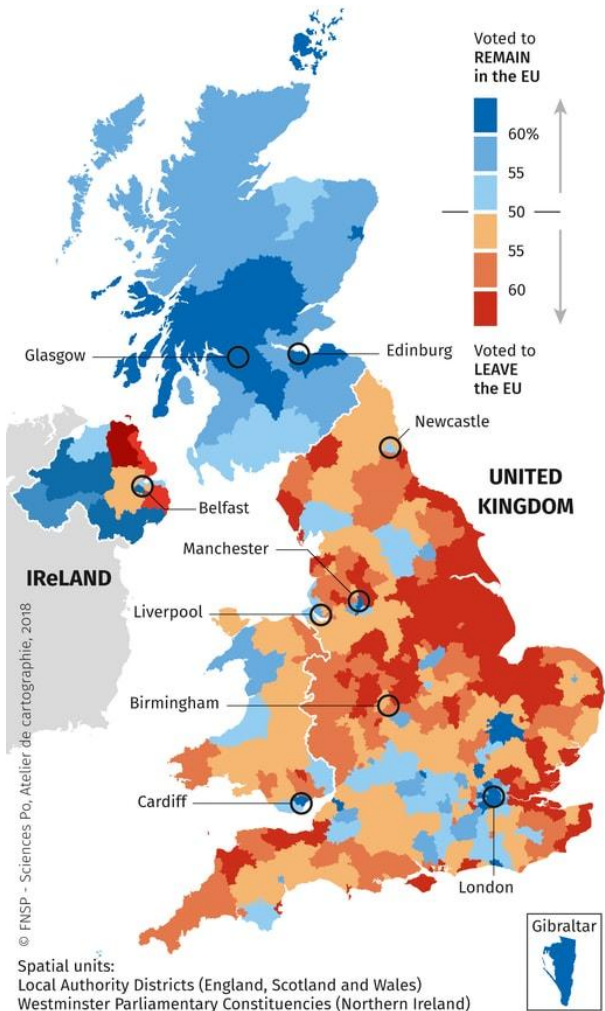 Voted to
REMAIN
in the EU
60%
55
50
55
60
Voted to
LEAVE
the EU
Glasgow
Edinburg
Newcastle
Belfast
UNITED
KINGDOM
IReLAND
Manchester
Liverpool
Birmingham
Cardiff
London
Gibraltar
© FNSP - Sciences Po, Atelier de cartographie, 2018
Spatial units:
Local Authority Districts (England, Scotland and Wales)
Westminster Parliamentary Constituencies (Northern Ireland)